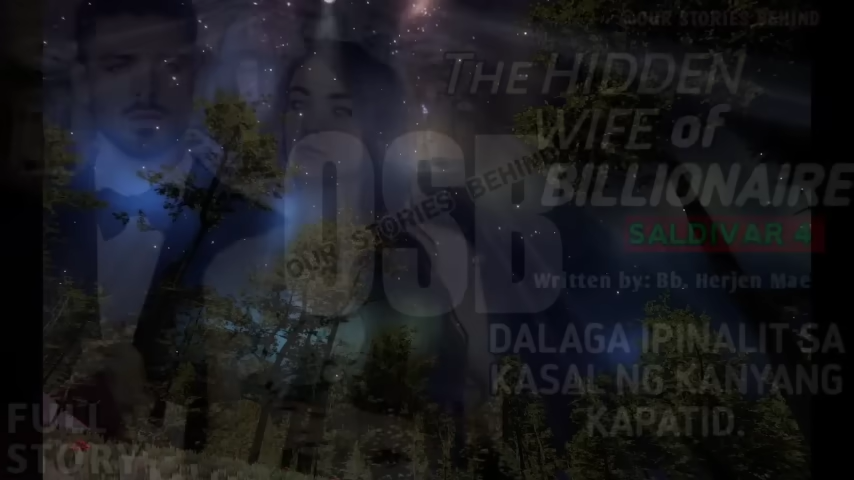 @OUR STORIES BEHIND
THE HIDDEN
WIFE of
BILLIONAIRE
SALDIVAR 4
Written by: Bb. Herjen Mae
OSB
OUR STORIES BEHIND
DALAGA IPINALIT SA
KASAL NG KANYANG
KAPATID.
FULL
STORY